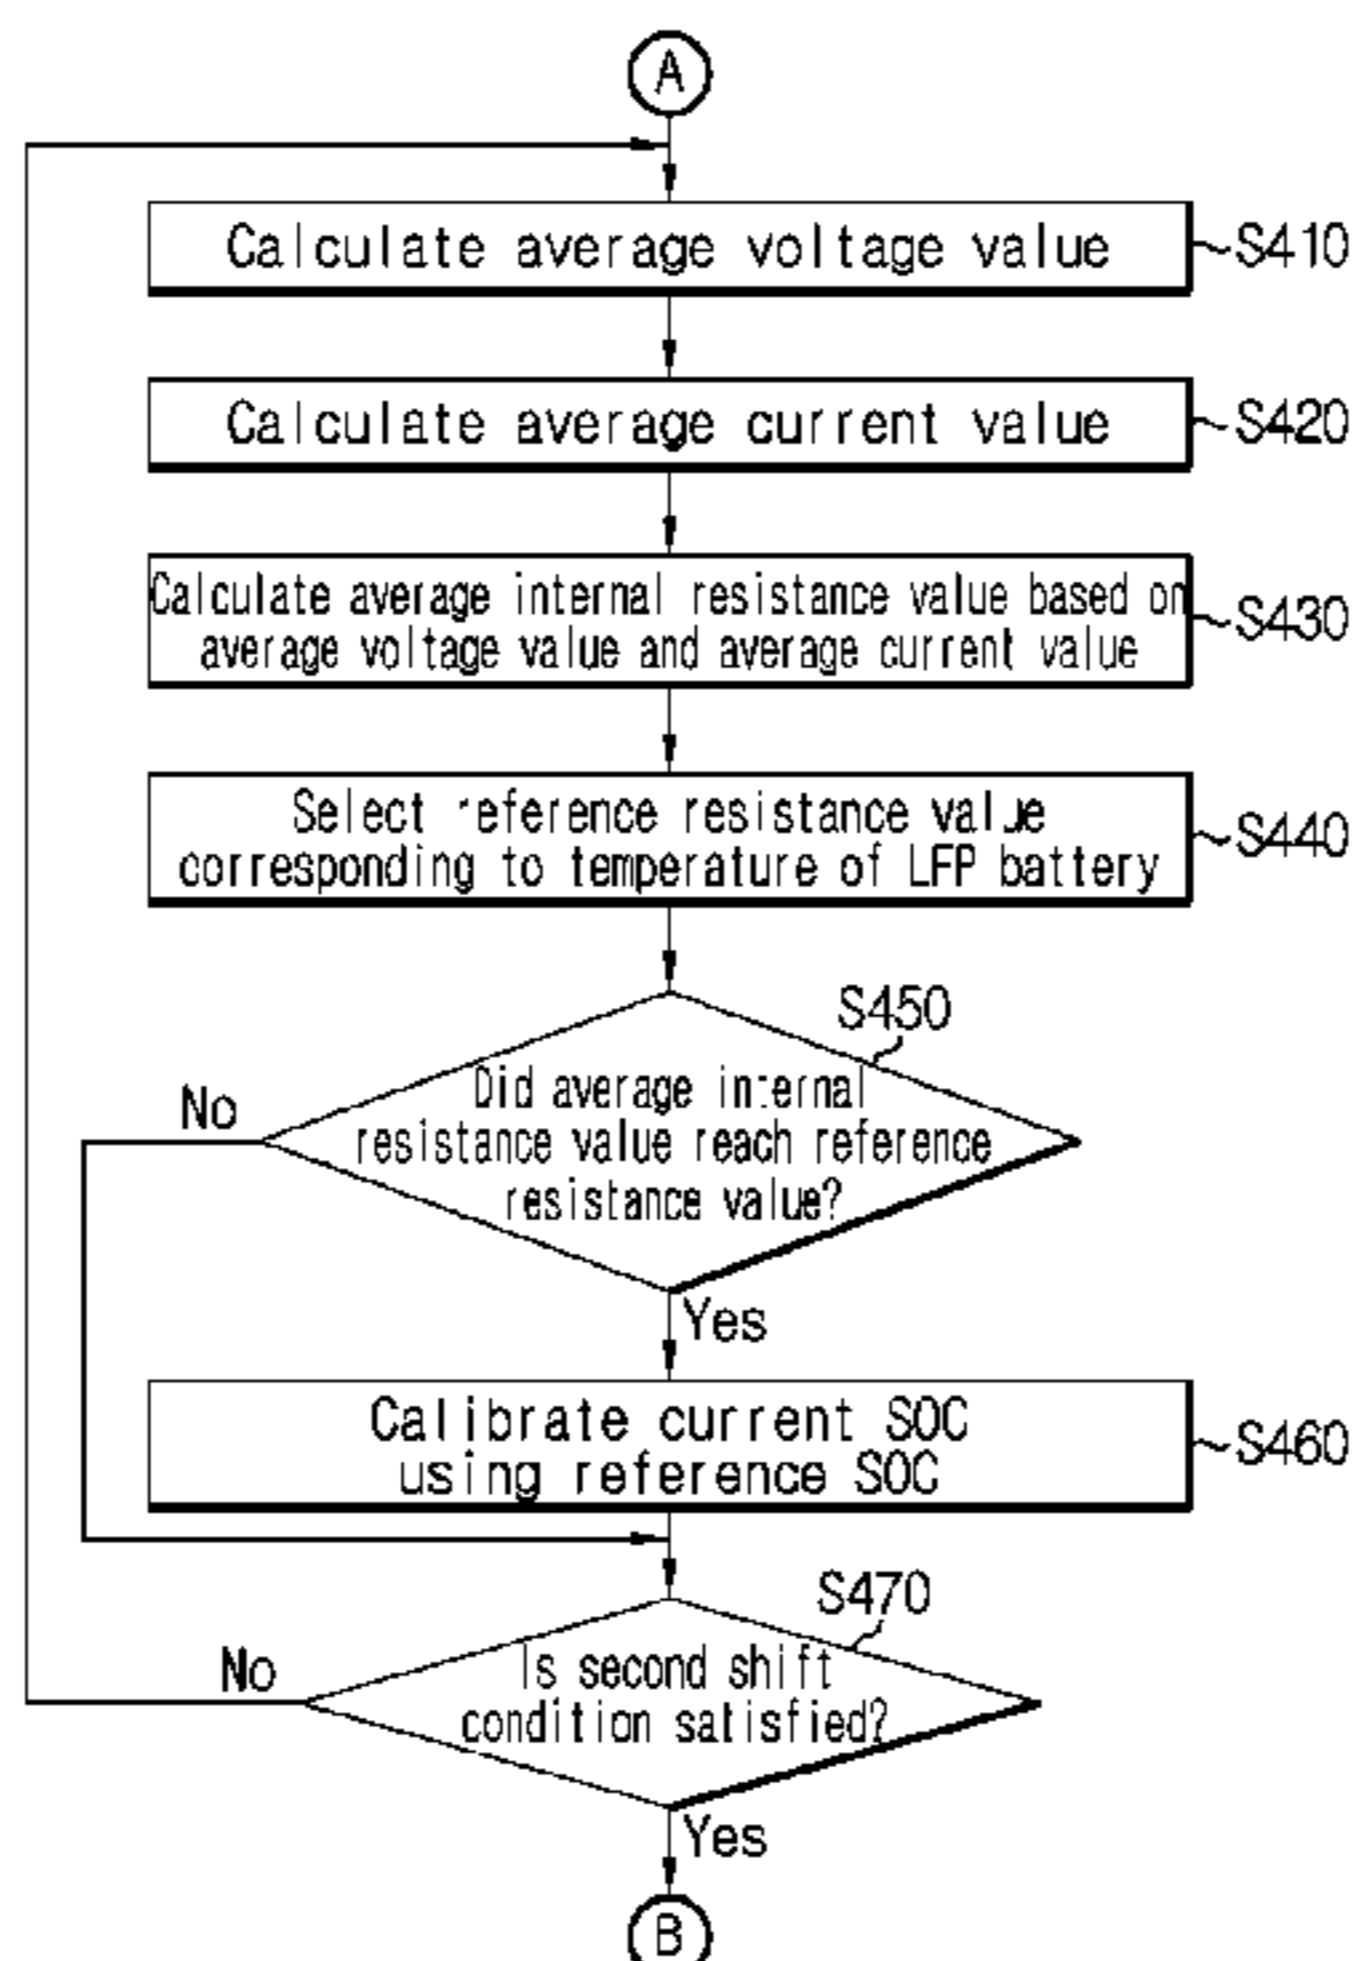 A
Calculate average voltage value
S410
Calculate average current value
S420
Calculate average internal resistance value based on
average voltage value and average current value
S430
Select reference resistance value
corresponding to temperature of LFP battery
S440
S450
Did average internal
resistance value reach reference
resistance value?
No
Yes
Calibrate current SOC
using reference SOC
S460
S470
Is second shift
condition satisfied?
No
Yes
B